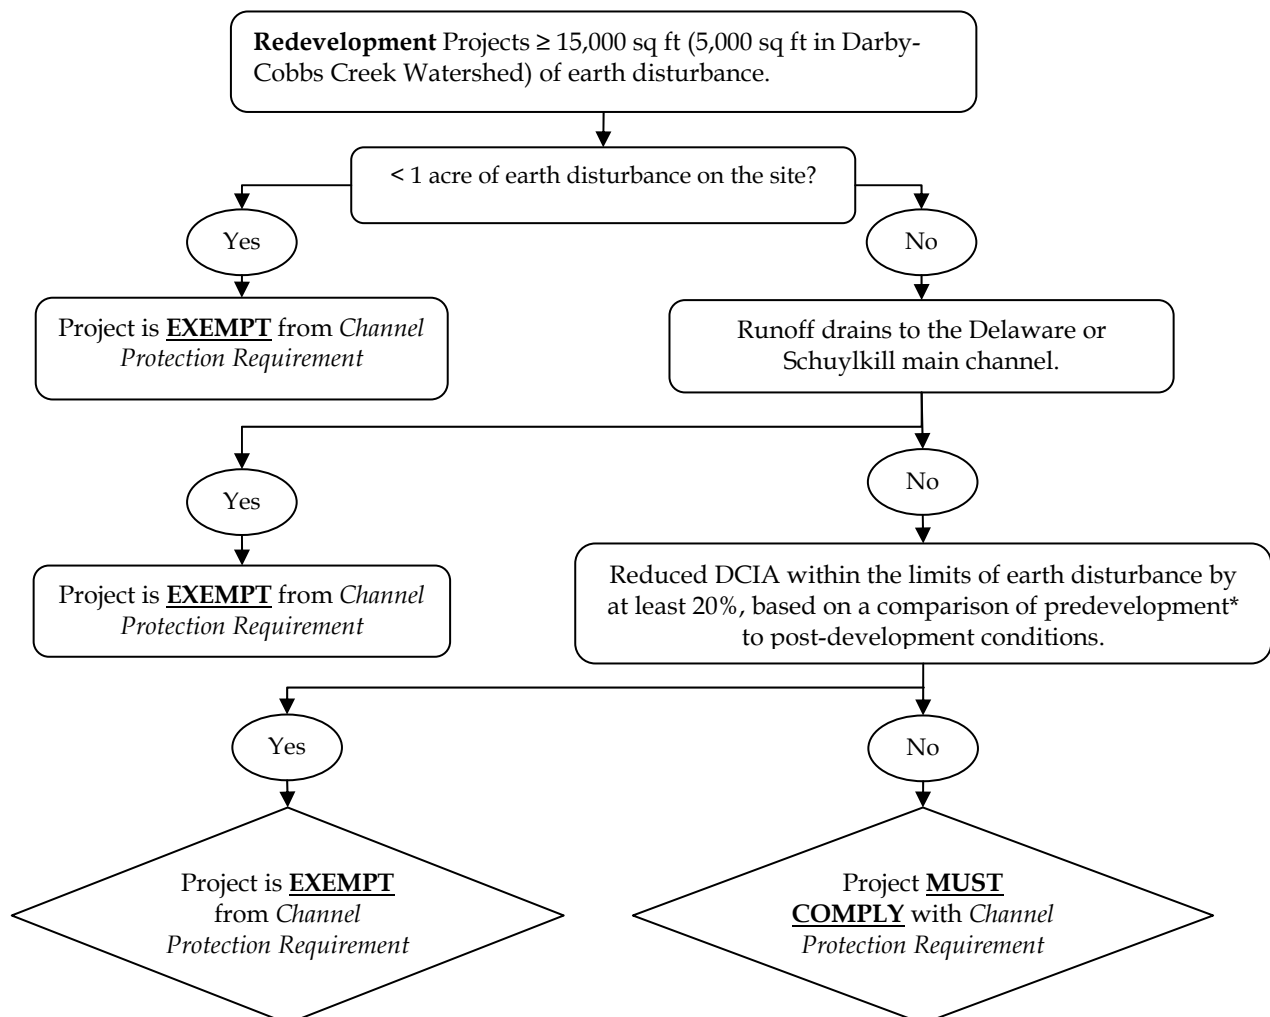 Redevelopment Projects ≥ 15,000 sq ft (5,000 sq ft in Darby-
Cobbs Creek Watershed) of earth disturbance.
< 1 acre of earth disturbance on the site?
Yes
No
Project is EXEMPT from Channel
Protection Requirement
Runoff drains to the Delaware or
Schuylkill main channel.
Yes
No
Project is EXEMPT from Channel
Protection Requirement
Reduced DCIA within the limits of earth disturbance by
at least 20%, based on a comparison of predevelopment*
to post-development conditions.
Yes
No
Project is EXEMPT
from Channel
Protection Requirement
Project MUST
COMPLY with Channel
Protection Requirement